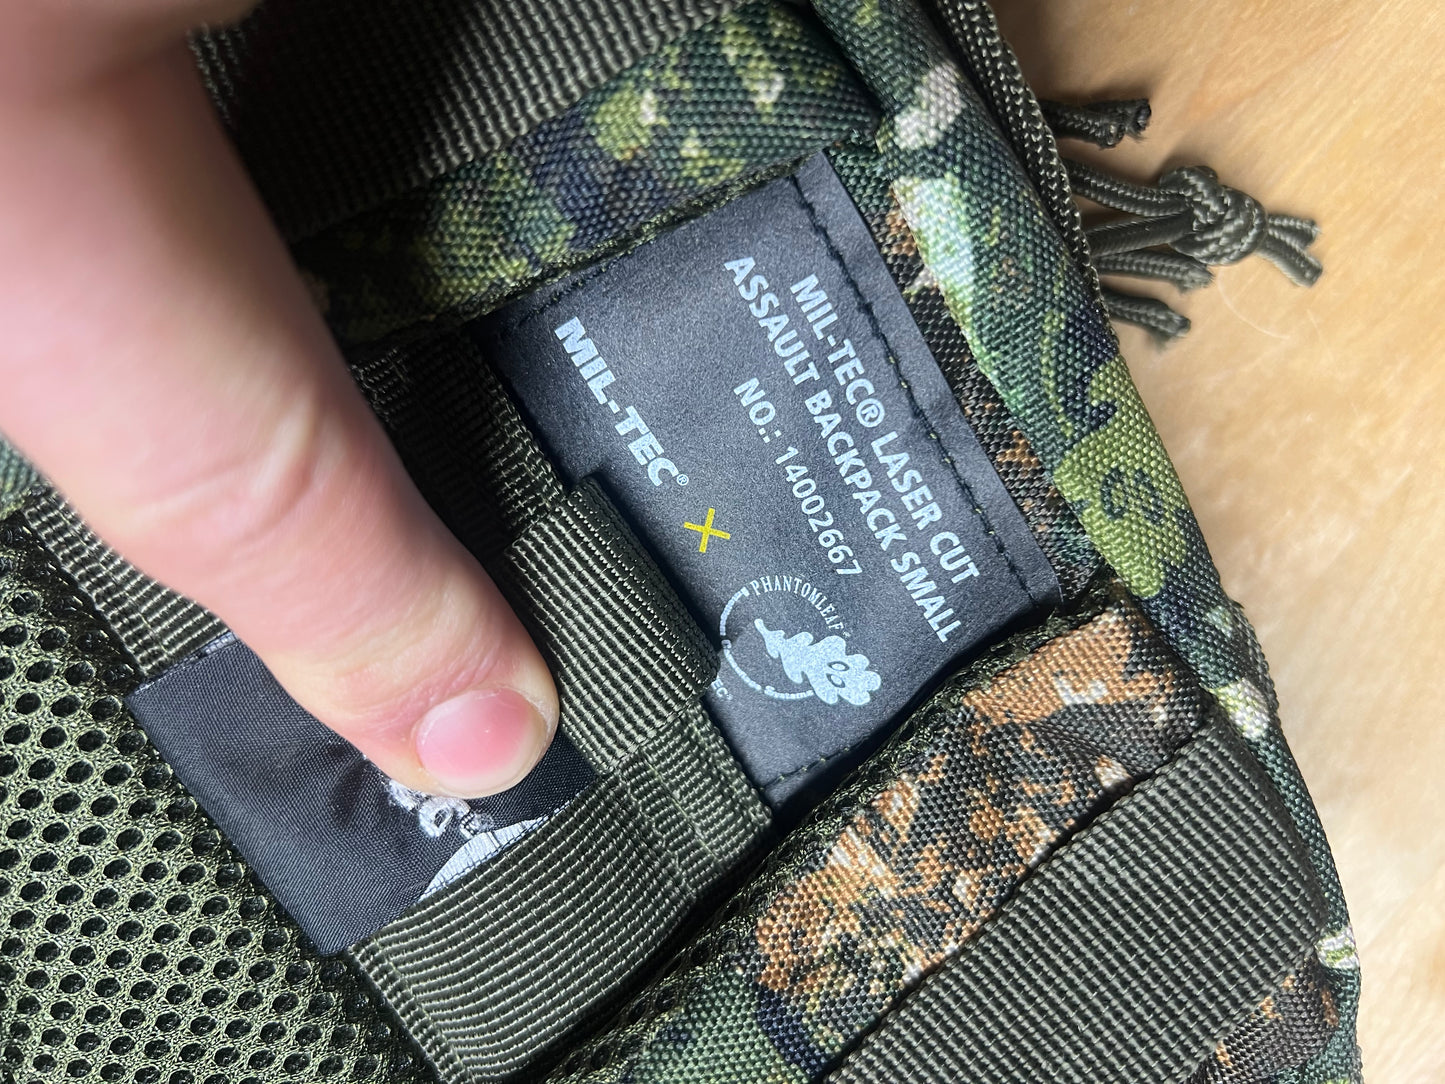 MIL-TEC® LASER CUT
ASSAULT BACKPACK SMALL
NO.: 14002667
MIL-TEC®
PHANTOMLEAF